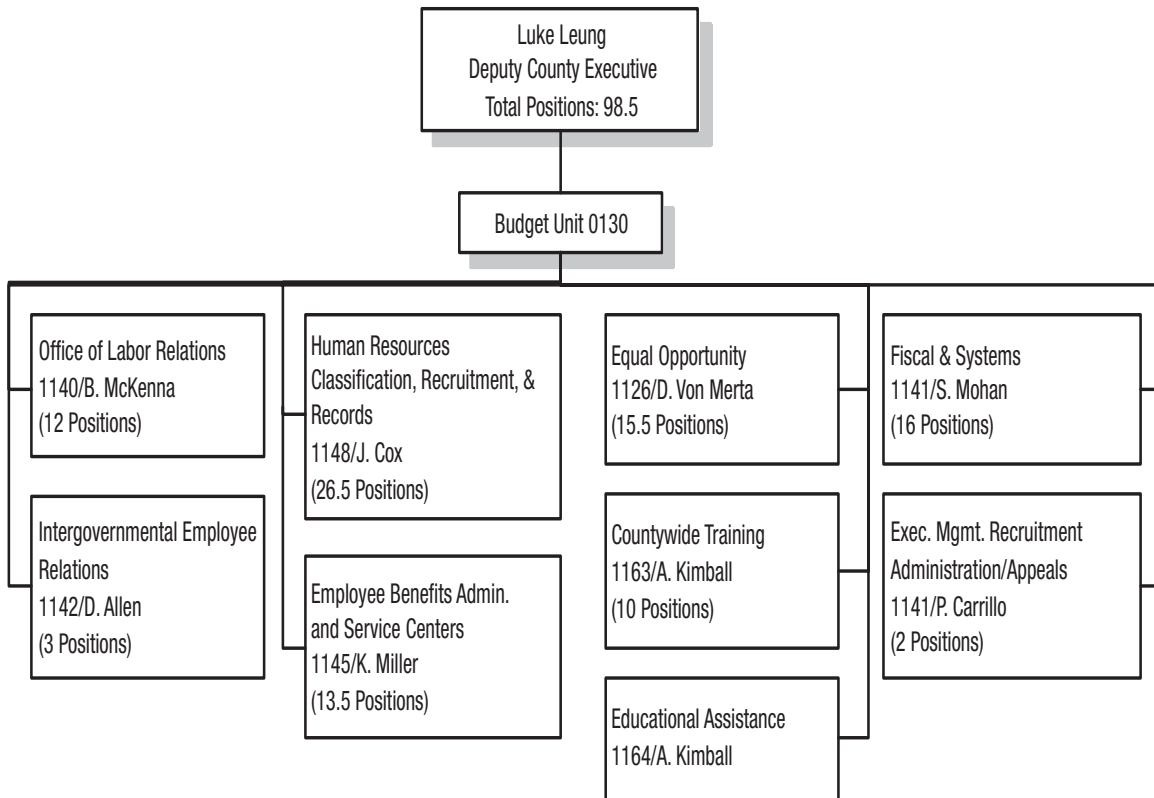 Luke Leung
Deputy County Executive
Total Positions: 98.5
Budget Unit 0130
Office of Labor Relations
1140/B. McKenna
(12 Positions)
Intergovernmental Employee
Relations
1142/D. Allen
(3 Positions)
Human Resources
Classification, Recruitment, &
Records
1148/J. Cox
(26.5 Positions)
Employee Benefits Admin.
and Service Centers
1145/K. Miller
(13.5 Positions)
Equal Opportunity
1126/D. Von Merta
(15.5 Positions)
Countywide Training
1163/A. Kimball
(10 Positions)
Educational Assistance
1164/A. Kimball
Fiscal & Systems
1141/S. Mohan
(16 Positions)
Exec. Mgmt. Recruitment
Administration/Appeals
1141/P. Carrillo
(2 Positions)